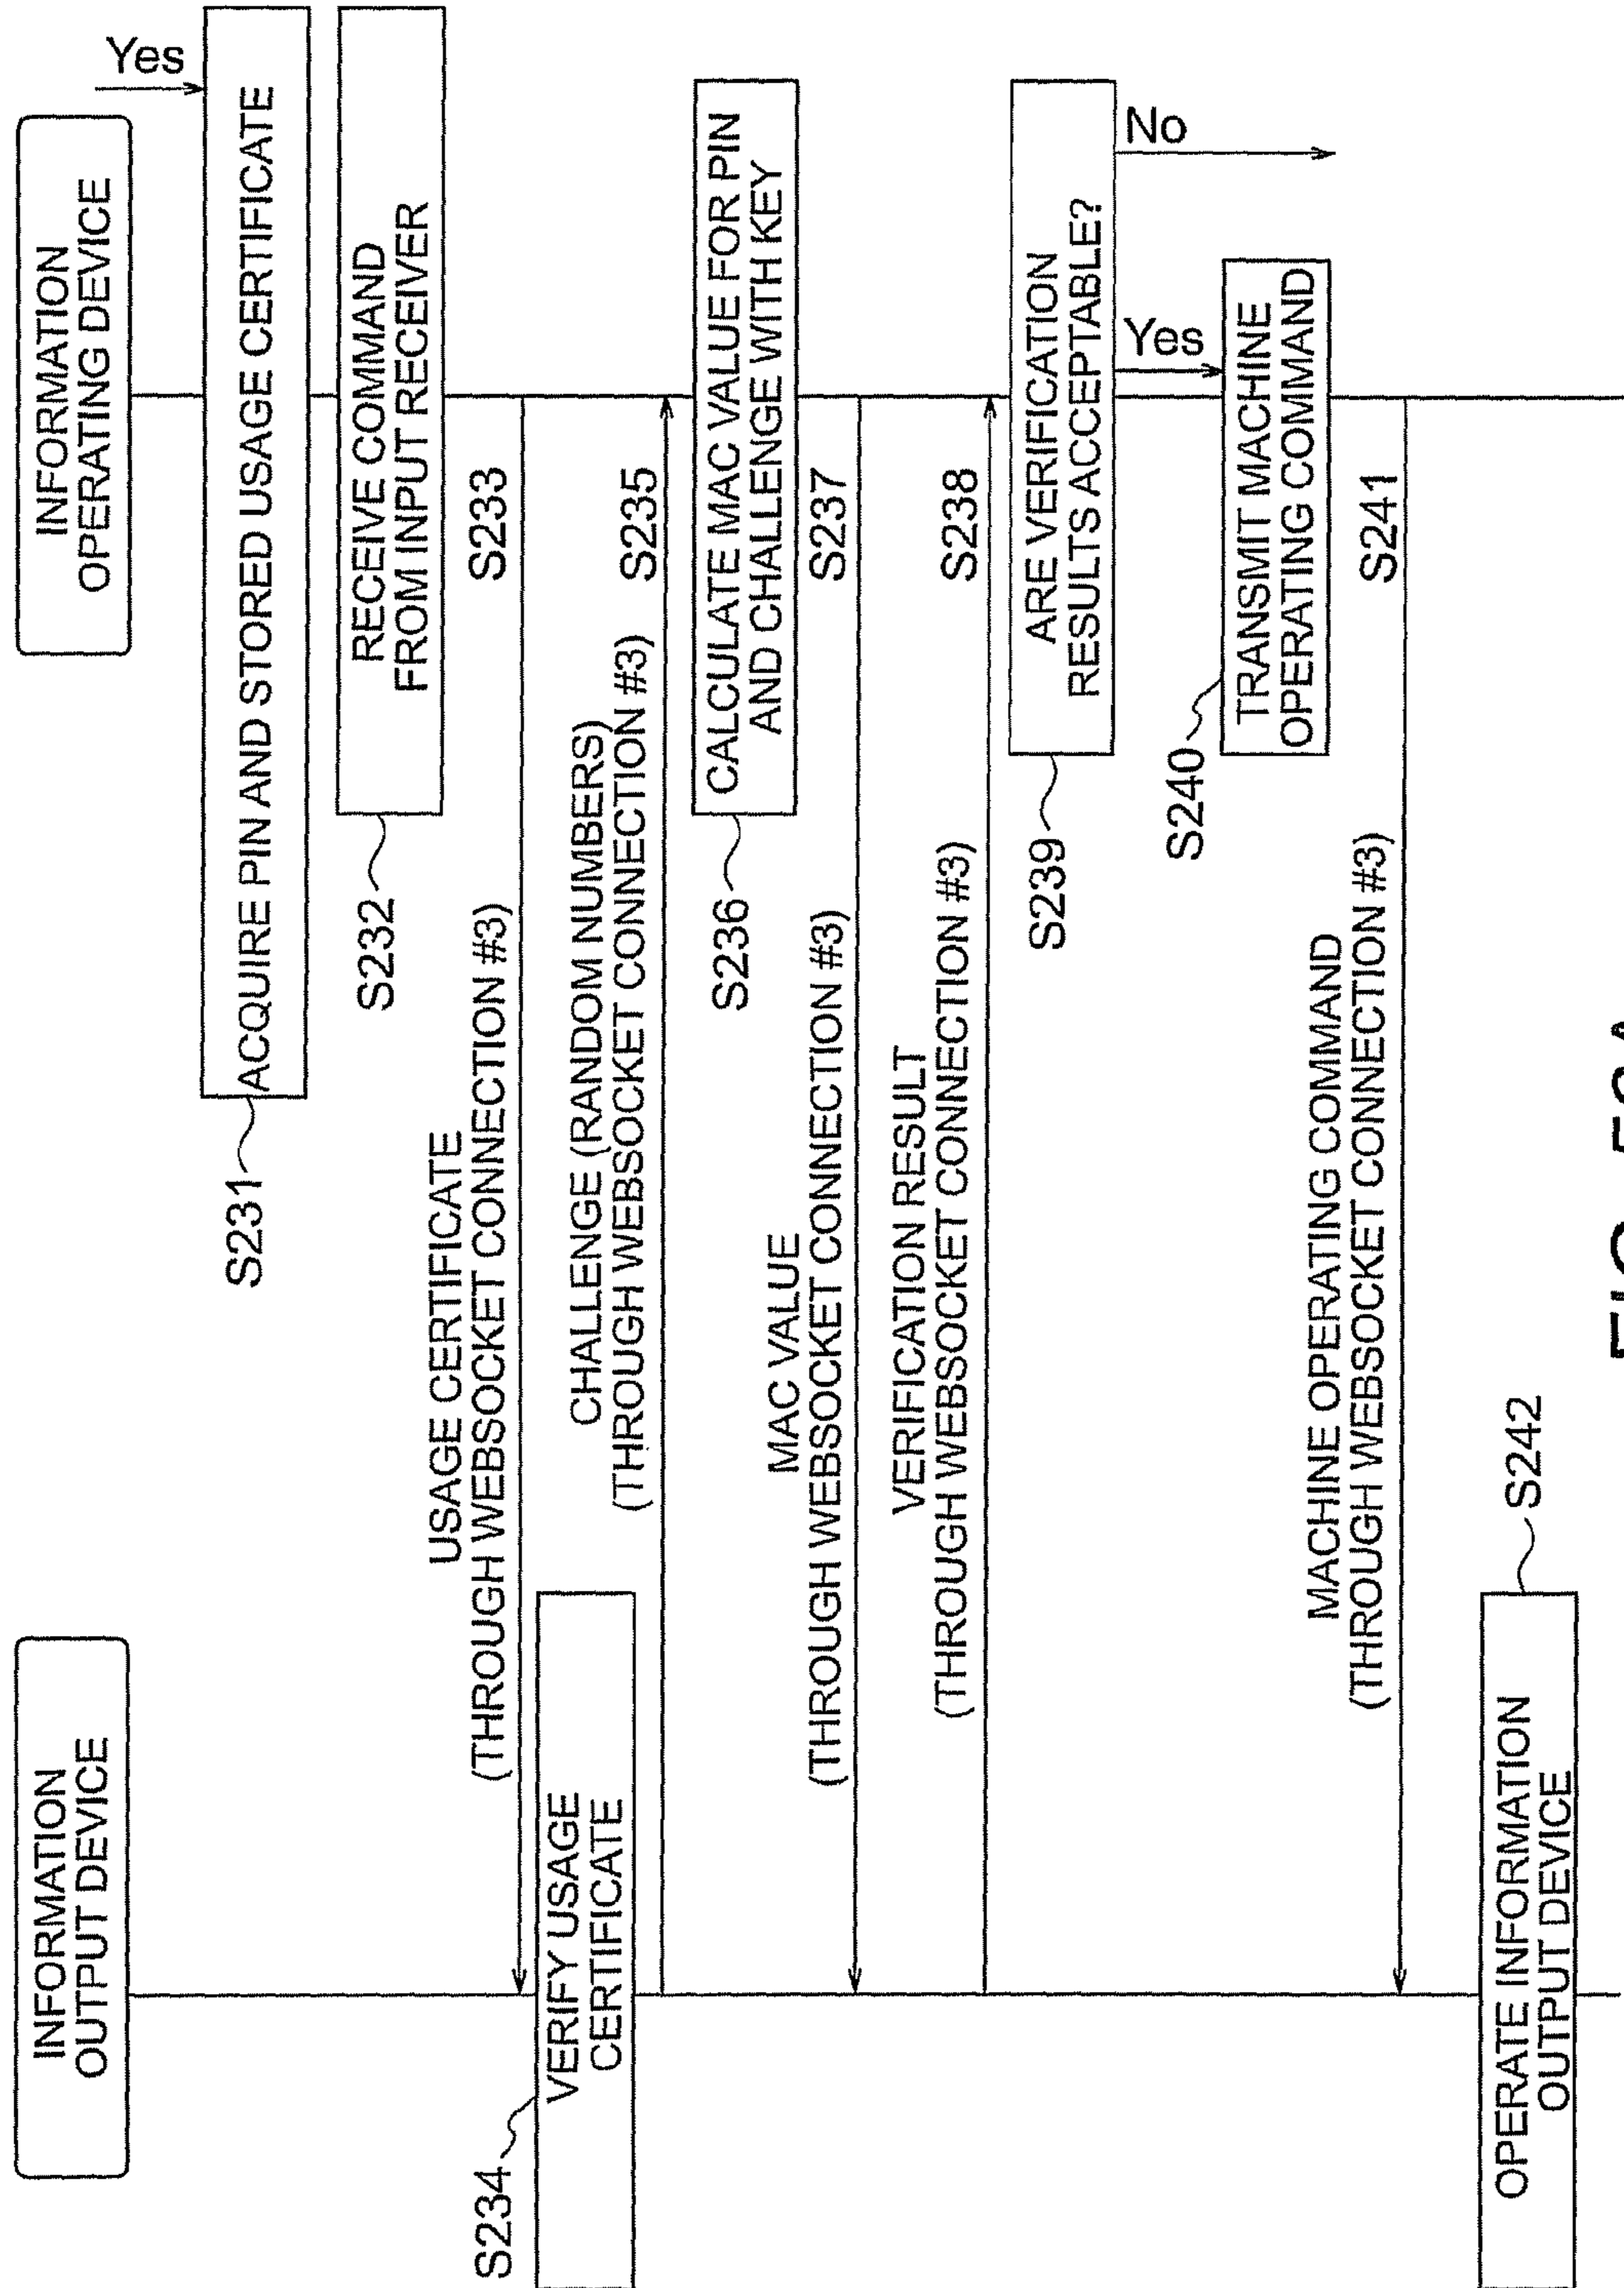 INFORMATION
OUTPUT DEVICE
INFORMATION
OPERATING DEVICE
Yes
S231
ACQUIRE PIN AND STORED USAGE CERTIFICATE
S232
RECEIVE COMMAND
FROM INPUT RECEIVER
USAGE CERTIFICATE
(THROUGH WEBSOCKET CONNECTION #3)
S233
S234
VERIFY USAGE
CERTIFICATE
CHALLENGE (RANDOM NUMBERS)
(THROUGH WEBSOCKET CONNECTION #3)
S235
S236
CALCULATE MAC VALUE FOR PIN
AND CHALLENGE WITH KEY
MAC VALUE
(THROUGH WEBSOCKET CONNECTION #3)
S237
VERIFICATION RESULT
(THROUGH WEBSOCKET CONNECTION #3)
S238
S239
ARE VERIFICATION
RESULTS ACCEPTABLE?
Yes
No
S240
TRANSMIT MACHINE
OPERATING COMMAND
MACHINE OPERATING COMMAND
(THROUGH WEBSOCKET CONNECTION #3)
S241
S242
OPERATE INFORMATION
OUTPUT DEVICE